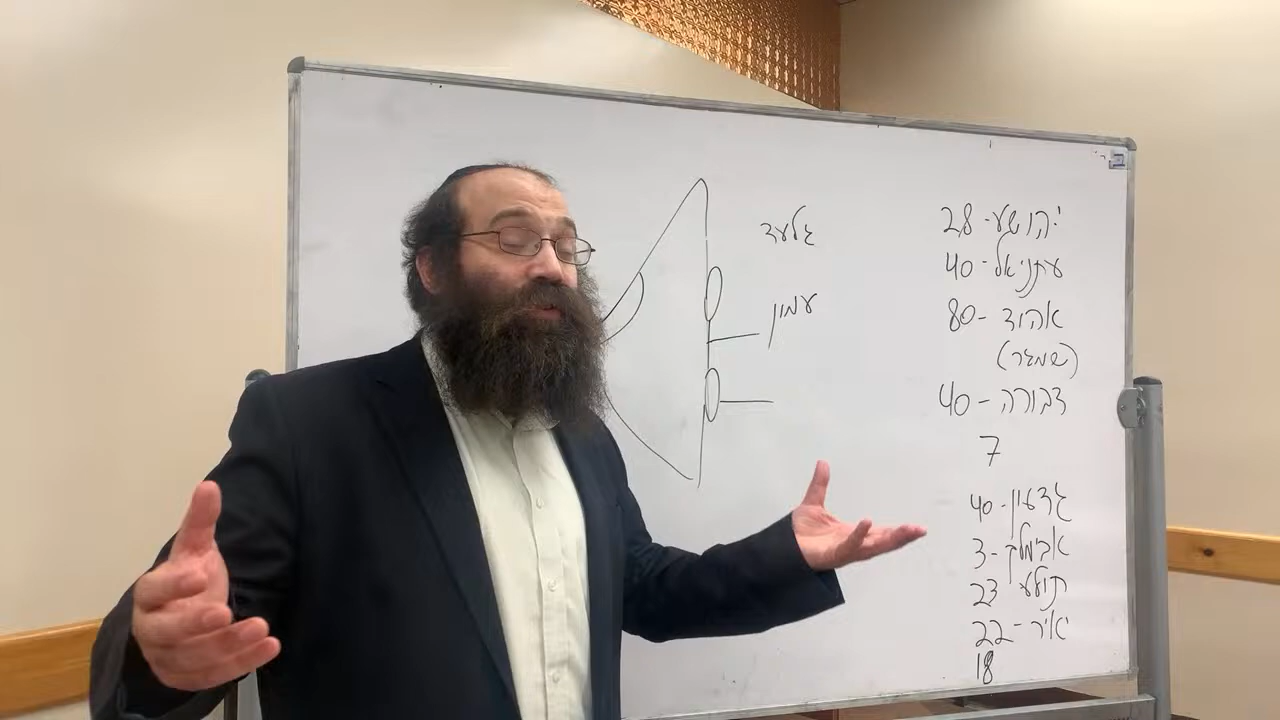 יהושע - 28
עתניאל - 40
אהוד - 80
(שמגר)
דבורה - 40
7
גדעון - 40
אבימלך - 3
תולע 23
יאיר - 22
18
גלעד
עמון